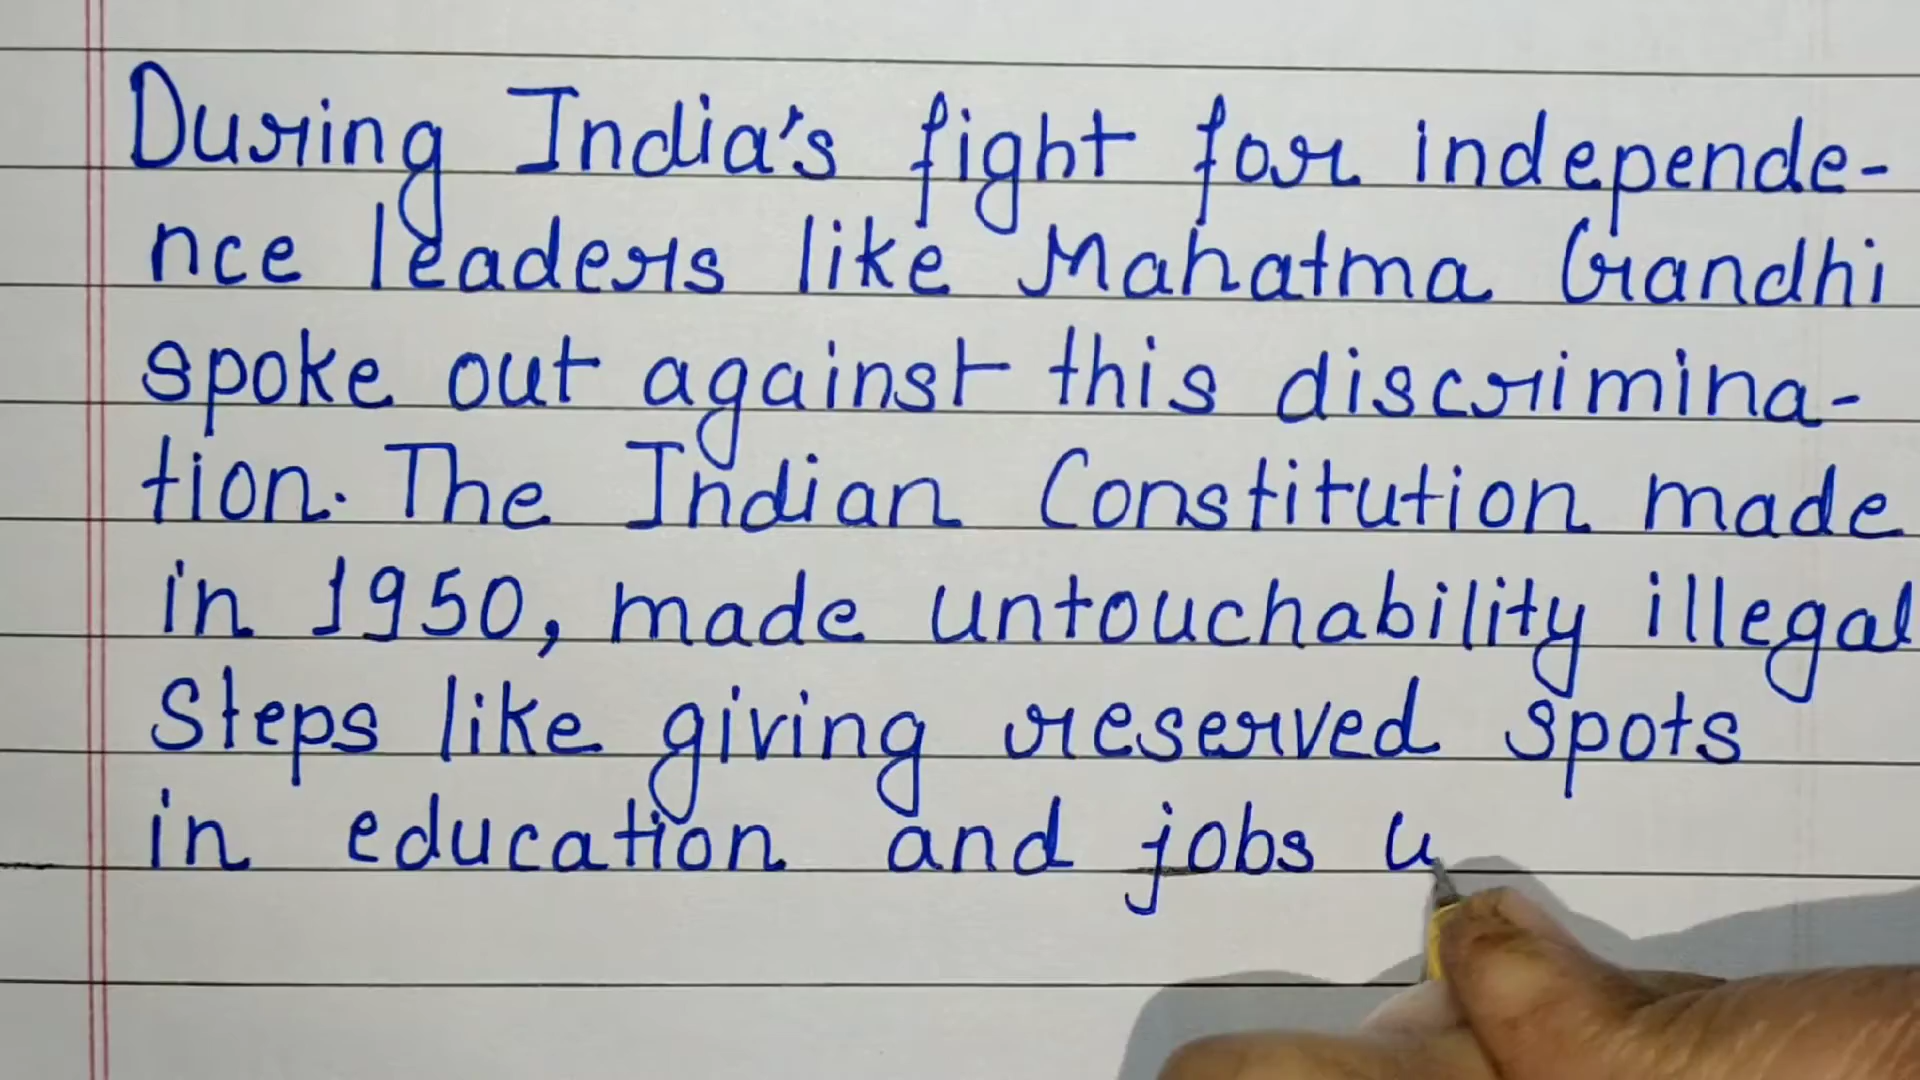 During India's fight for independe-
nce leaders like Mahatma Gandhi
spoke out against this discrimina-
tion. The Indian Constitution made
in 1950, made untouchability illegal
Steps like giving reserved spots
in education and jobs